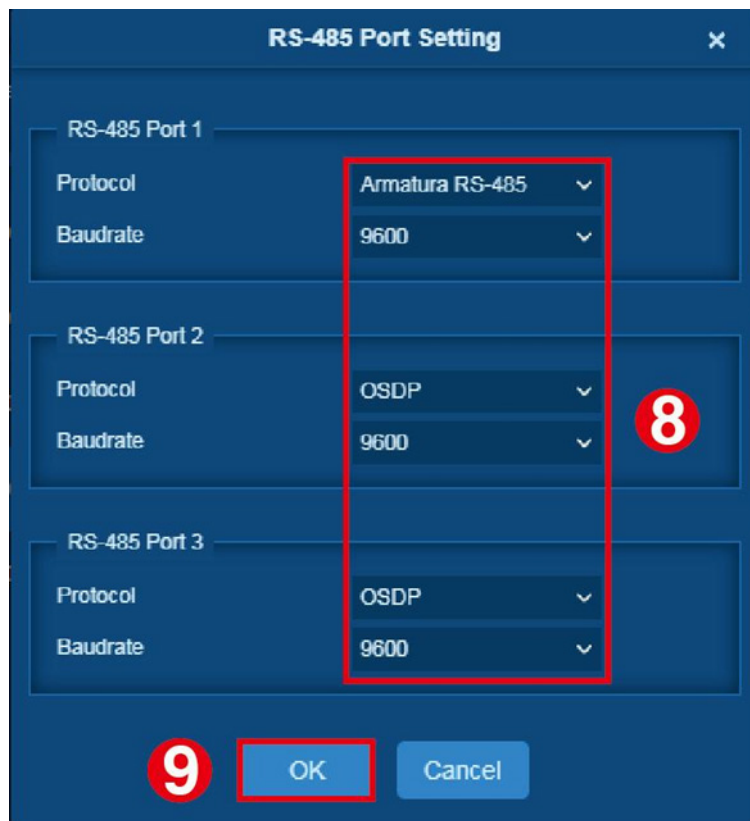 RS-485 Port Setting ×
RS-485 Port 1
Protocol Armatura RS-485
Baudrate 9600
RS-485 Port 2
Protocol OSDP
Baudrate 9600
8
RS-485 Port 3
Protocol OSDP
Baudrate 9600
9 OK Cancel